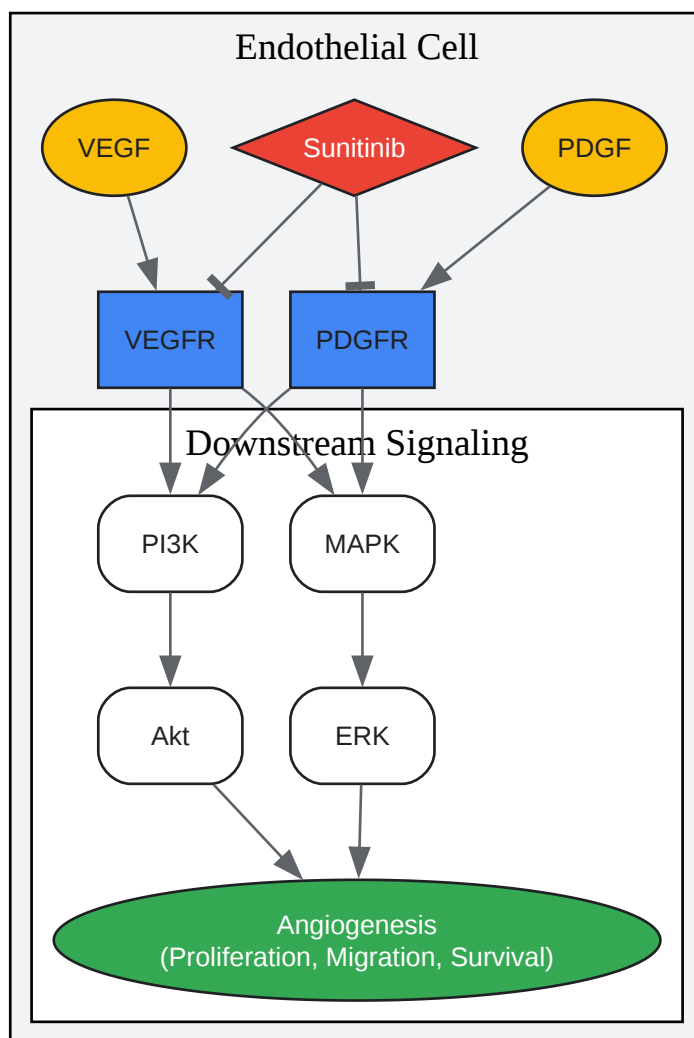 Endothelial Cell
VEGF
Sunitinib
PDGF
VEGFR
PDGFR
Downstream Signaling
PI3K
MAPK
Akt
ERK
Angiogenesis
(Proliferation, Migration, Survival)